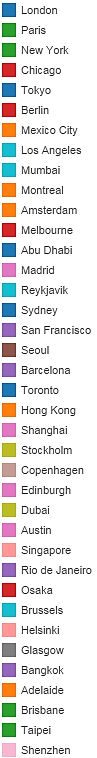 London
Paris
New York
Chicago
Tokyo
Berlin
Mexico City
Los Angeles
Mumbai
Montreal
Amsterdam
Melbourne
Abu Dhabi
Madrid
Reykjavik
Sydney
San Francisco
Seoul
Barcelona
Toronto
Hong Kong
Shanghai
Stockholm
Copenhagen
Edinburgh
Dubai
Austin
Singapore
Rio de Janeiro
Osaka
Brussels
Helsinki
Glasgow
Bangkok
Adelaide
Brisbane
Taipei
Shenzhen